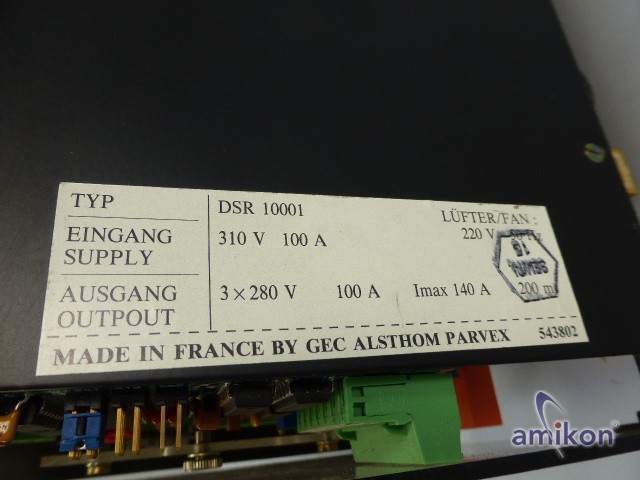 TYP
DSR 10001
LÜFTER/FAN :
EINGANG
SUPPLY
310 V 100 A
220 V
AUSGANG
OUTPOUT
3 × 280 V 100 A Imax 140 A
200 m
MADE IN FRANCE BY GEC ALSTHOM PARVEX
543802
amikon